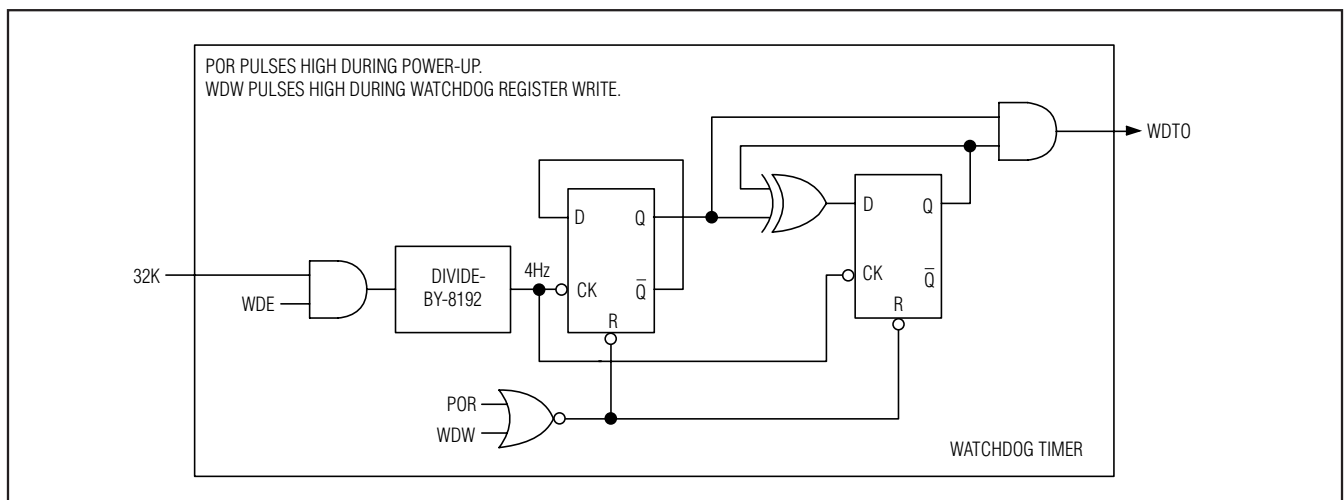 POR PULSES HIGH DURING POWER-UP.
WDW PULSES HIGH DURING WATCHDOG REGISTER WRITE.
WDTO
D
Q
D
Q
32K
WDE
DIVIDE-
BY-8192
4Hz
CK
Q̅
R
CK
Q̅
R
POR
WDW
WATCHDOG TIMER